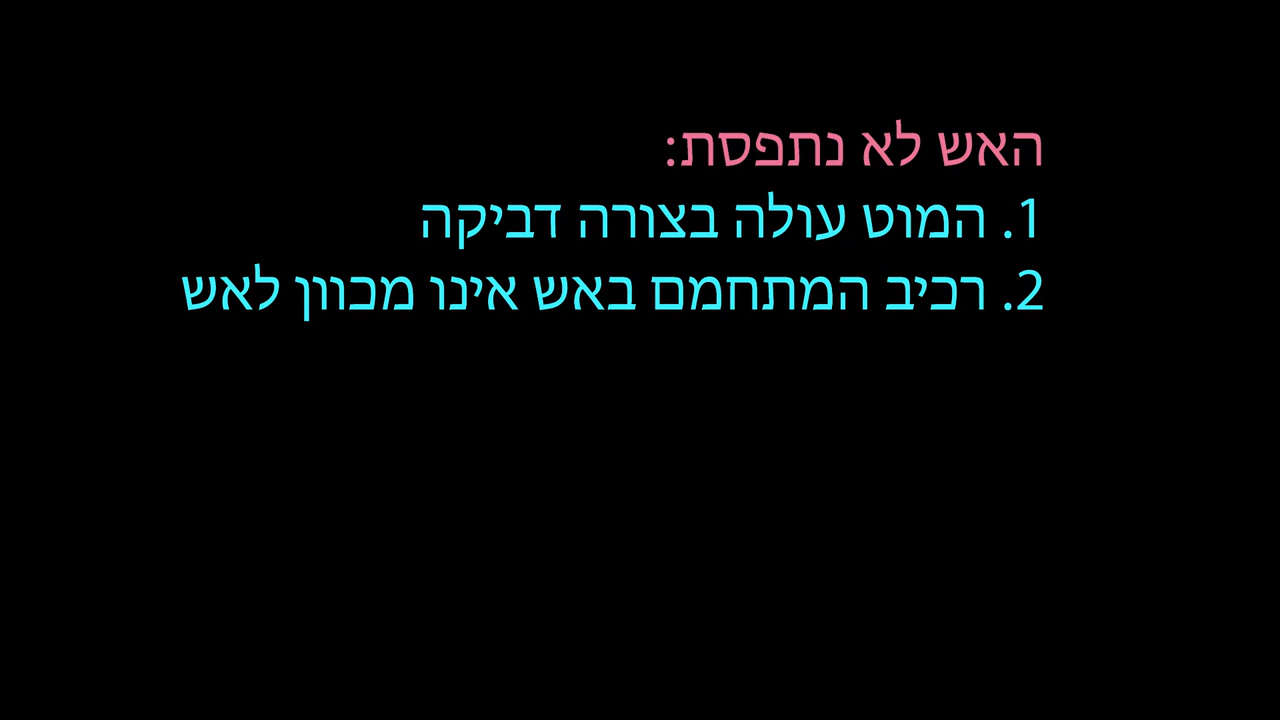 האש לא נתפסת:
1. המוט עולה בצורה דביקה
2. רכיב המתחמם באש אינו מכוון לאש